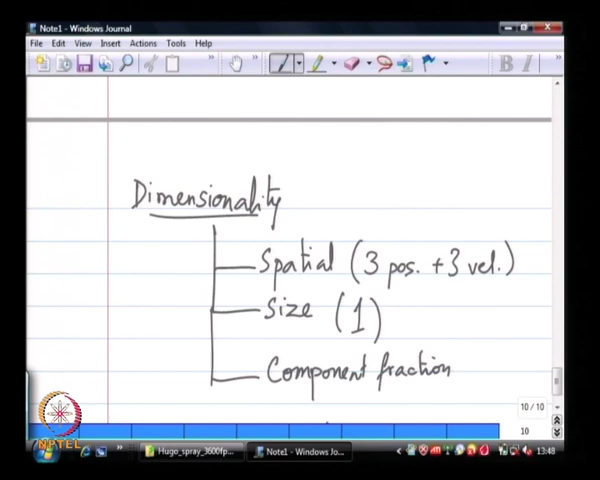 Note1 - Windows Journal
File Edit View Insert Actions Tools Help
B I
Dimensionality
Spatial (3 pos. + 3 vel.)
Size (1)
Component fraction
10 / 10
10
NPTEL
Hugo_spray_3600fp...
Note1 - Windows Jo...
13:48